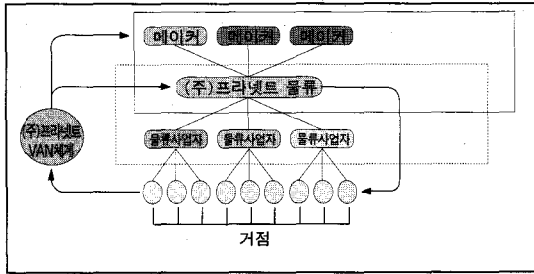 메이커 메이커 메이커
(주)프라넷트 물류
(주)프라넷트
VAN체계
물류사업자 물류사업자 물류사업자
거점